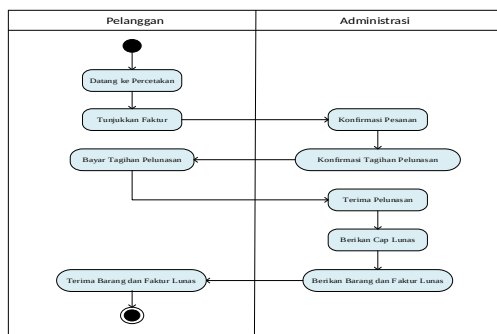 Pelanggan
Administrasi
Datang ke Percetakan
Tunjukkan Faktur
Konfirmasi Pesanan
Bayar Tagihan Pelunasan
Konfirmasi Tagihan Pelunasan
Terima Pelunasan
Berikan Cap Lunas
Terima Barang dan Faktur Lunas
Berikan Barang dan Faktur Lunas